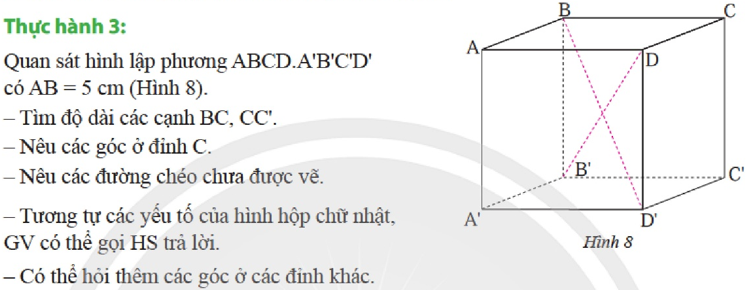 Thực hành 3:
Quan sát hình lập phương ABCD.A'B'C'D'
có AB = 5 cm (Hình 8).
– Tìm độ dài các cạnh BC, CC'.
– Nêu các góc ở đỉnh C.
– Nêu các đường chéo chưa được vẽ.
– Tương tự các yếu tố của hình hộp chữ nhật,
GV có thể gọi HS trả lời.
– Có thể hỏi thêm các góc ở các đỉnh khác.
B
C
A
D
B'
C'
A'
D'
Hình 8